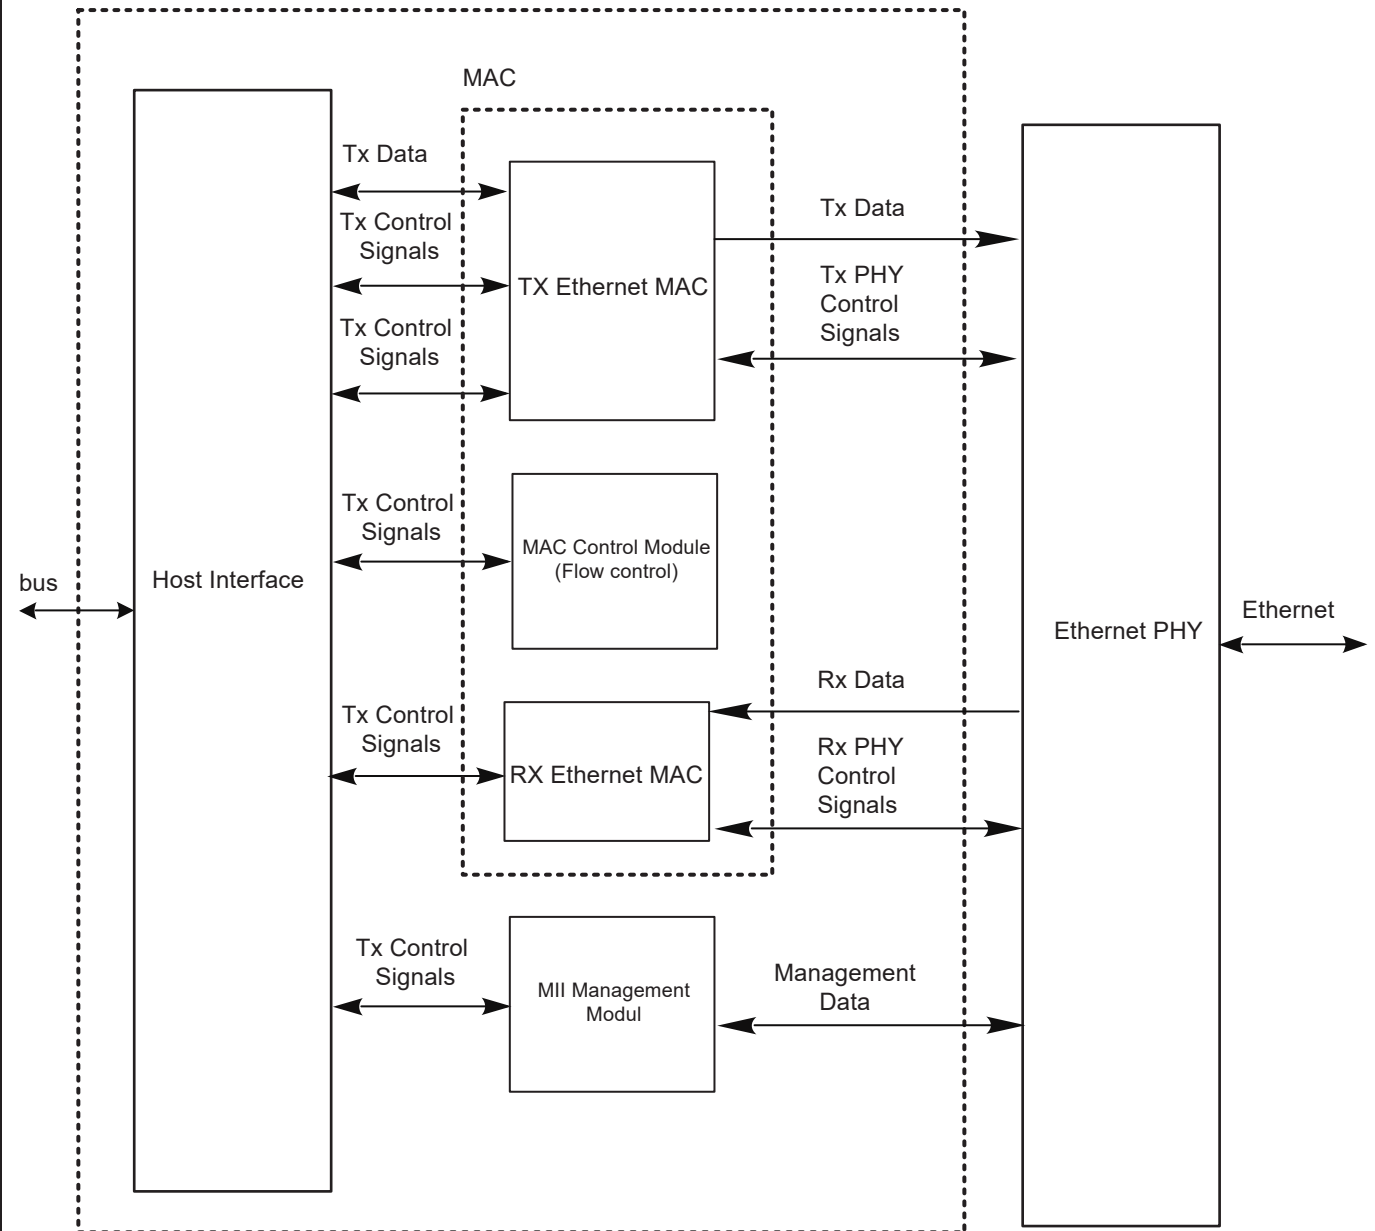 MAC
Tx Data
Tx Control
Signals
Tx Control
Signals
TX Ethernet MAC
Tx Data
Tx PHY
Control
Signals
Tx Control
Signals
MAC Control Module
(Flow control)
bus
Host Interface
Ethernet PHY
Ethernet
Tx Control
Signals
RX Ethernet MAC
Rx Data
Rx PHY
Control
Signals
Tx Control
Signals
MII Management
Modul
Management
Data